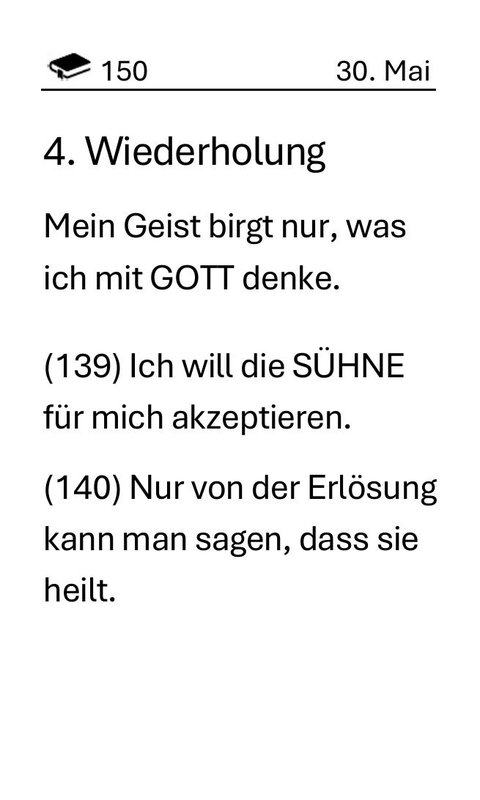 150 30. Mai
4. Wiederholung
Mein Geist birgt nur, was
ich mit GOTT denke.
(139) Ich will die SÜHNE
für mich akzeptieren.
(140) Nur von der Erlösung
kann man sagen, dass sie
heilt.